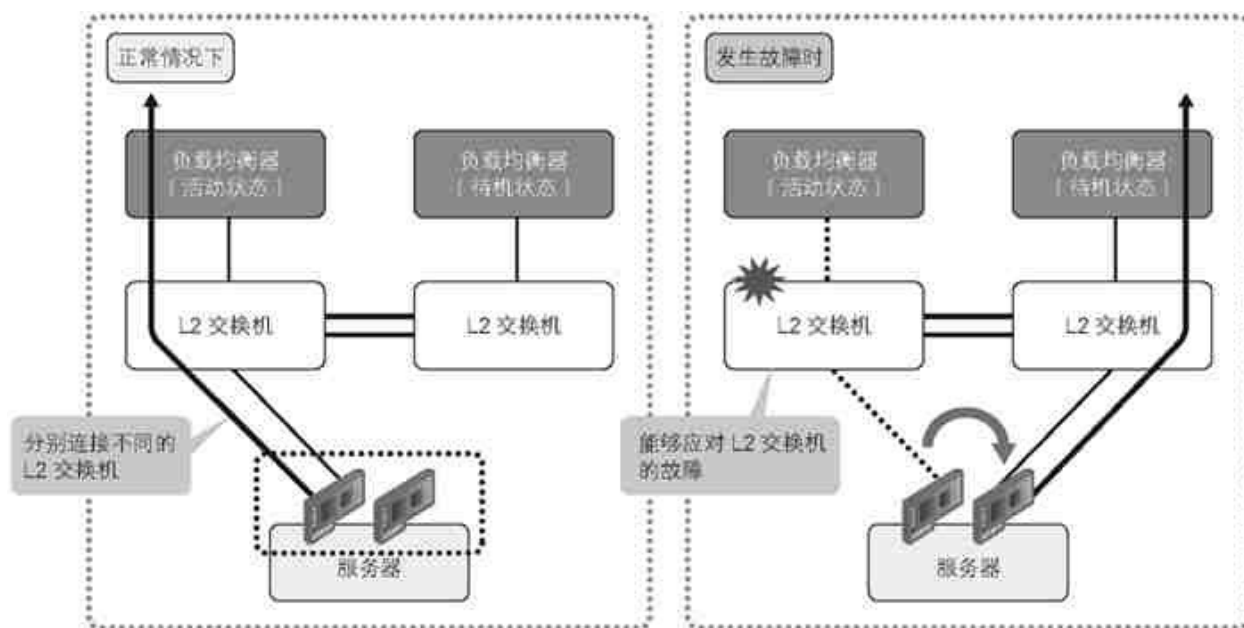 正常情况下
负载均衡器
（活动状态）
负载均衡器
（待机状态）
L2 交换机
L2 交换机
分别连接不同的
L2 交换机
服务器
发生故障时
负载均衡器
（活动状态）
负载均衡器
（待机状态）
L2 交换机
L2 交换机
能够应对 L2 交换机
的故障
服务器